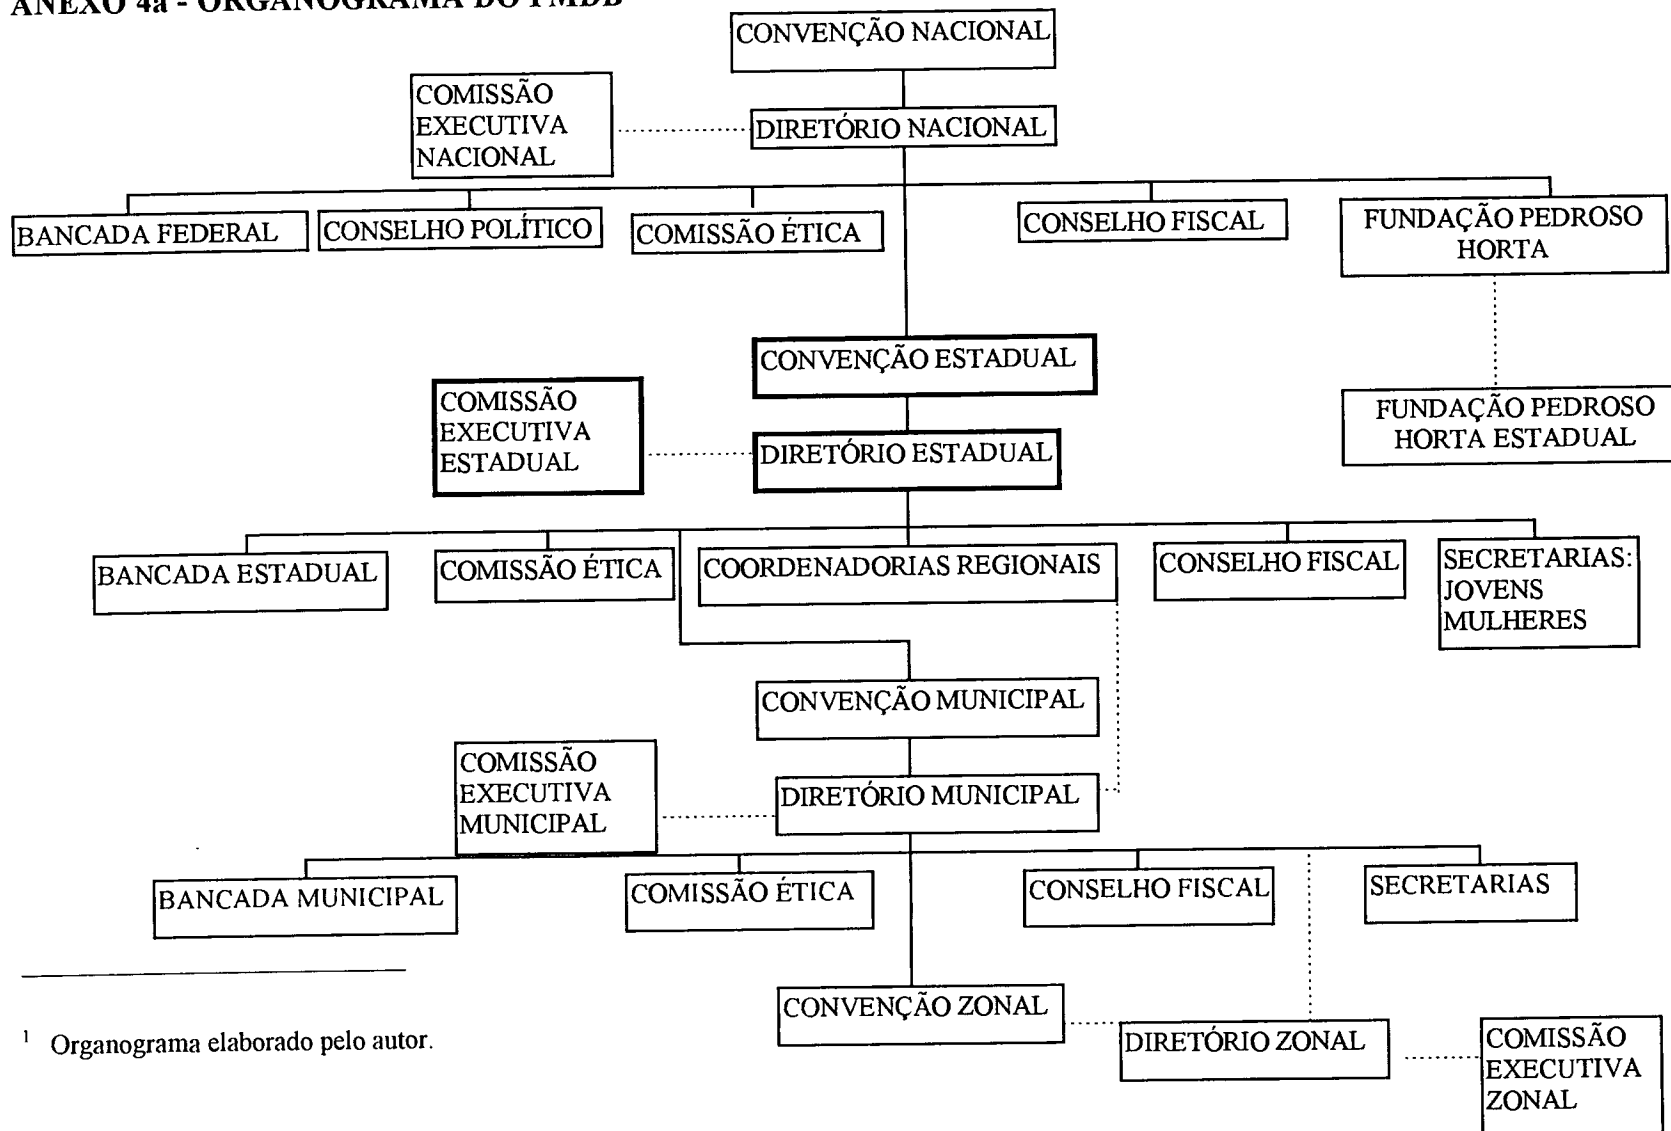 ANEXO 4a - ORGANOGRAMA DO PMDB
CONVENÇÃO NACIONAL
COMISSÃO
EXECUTIVA
NACIONAL
DIRETÓRIO NACIONAL
BANCADA FEDERAL
CONSELHO POLÍTICO
COMISSÃO ÉTICA
CONSELHO FISCAL
FUNDAÇÃO PEDROSO
HORTA
CONVENÇÃO ESTADUAL
COMISSÃO
EXECUTIVA
ESTADUAL
DIRETÓRIO ESTADUAL
FUNDAÇÃO PEDROSO
HORTA ESTADUAL
BANCADA ESTADUAL
COMISSÃO ÉTICA
COORDENADORIAS REGIONAIS
CONSELHO FISCAL
SECRETARIAS:
JOVENS
MULHERES
CONVENÇÃO MUNICIPAL
COMISSÃO
EXECUTIVA
MUNICIPAL
DIRETÓRIO MUNICIPAL
BANCADA MUNICIPAL
COMISSÃO ÉTICA
CONSELHO FISCAL
SECRETARIAS
CONVENÇÃO ZONAL
DIRETÓRIO ZONAL
COMISSÃO
EXECUTIVA
ZONAL
1 Organograma elaborado pelo autor.